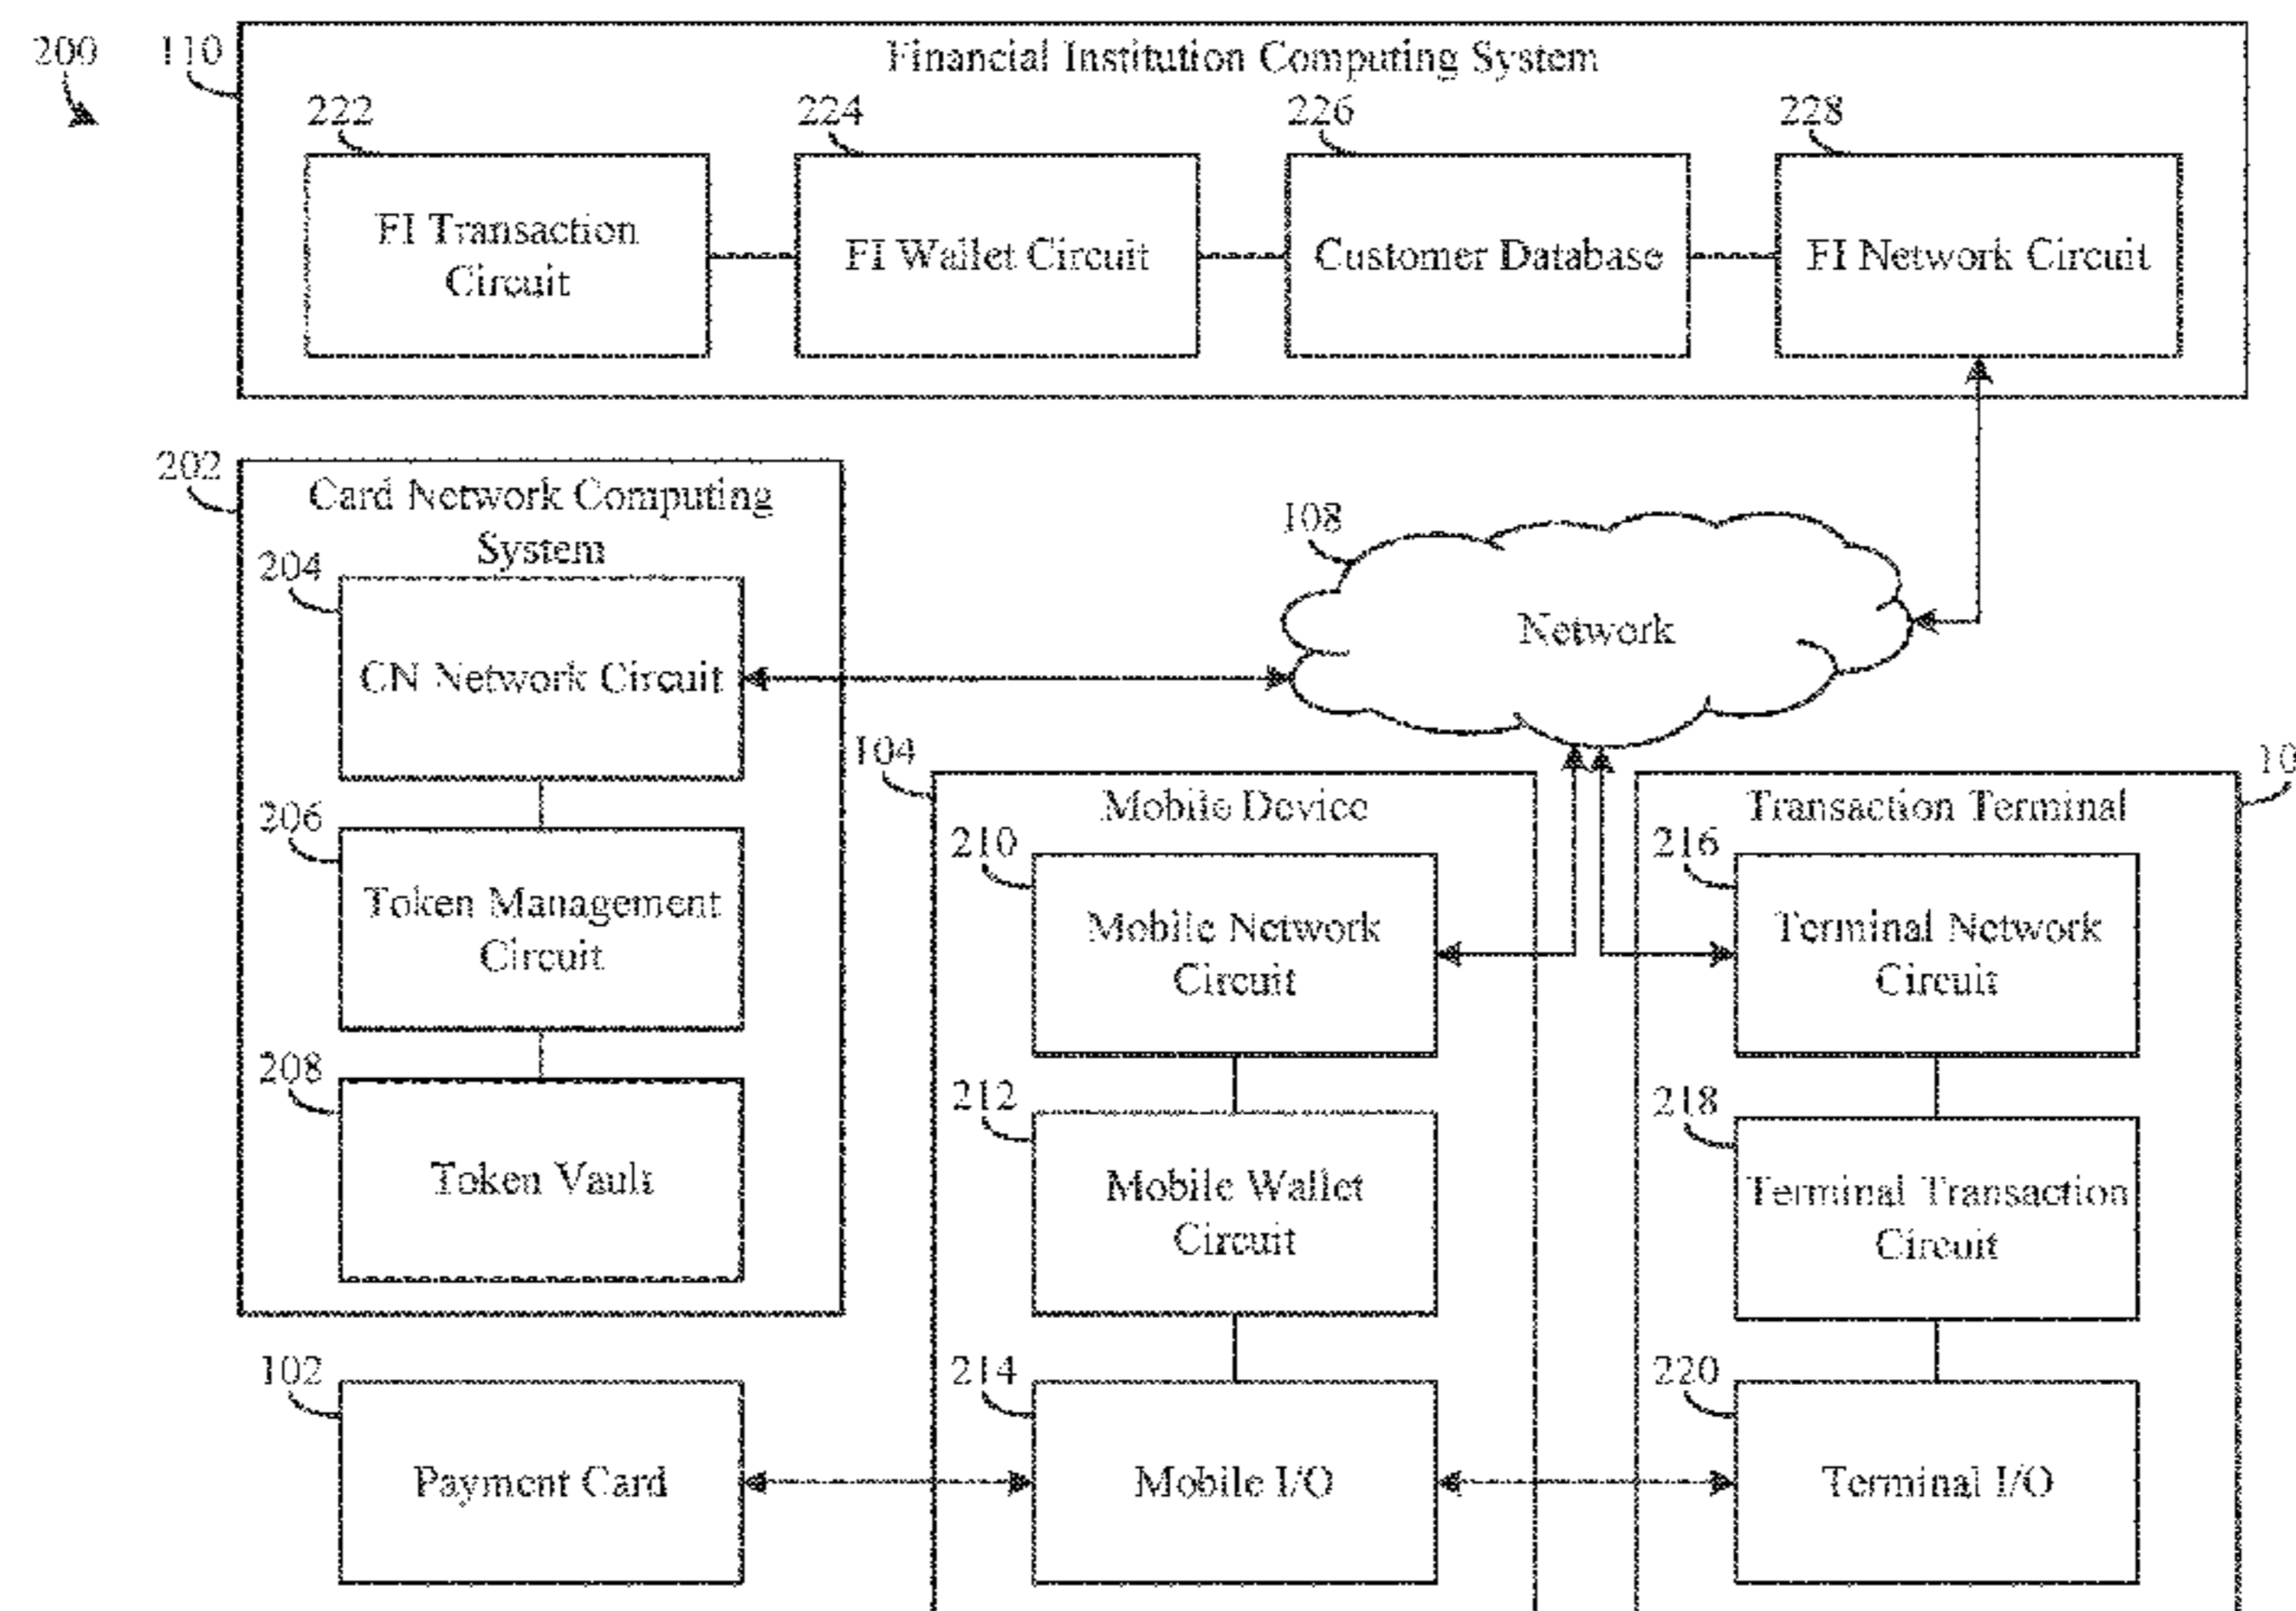 200
110
Financial Institution Computing System
222
224
226
228
FI Transaction
Circuit
FI Wallet Circuit
Customer Database
FI Network Circuit
202
Card Network Computing
System
204
CN Network Circuit
108
Network
206
Token Management
Circuit
208
Token Vault
104
Mobile Device
210
Mobile Network
Circuit
212
Mobile Wallet
Circuit
214
Mobile I/O
10
Transaction Terminal
216
Terminal Network
Circuit
218
Terminal Transaction
Circuit
220
Terminal I/O
102
Payment Card